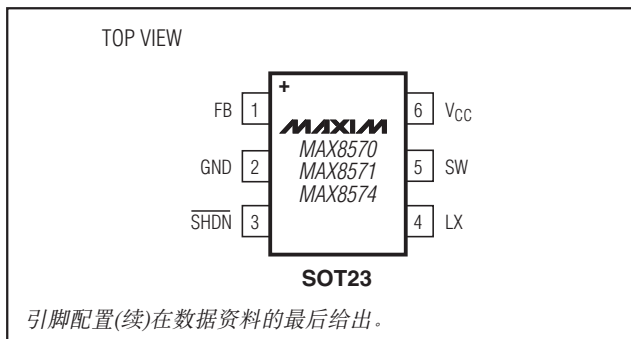 TOP VIEW
+
FB 1
6 V_CC
MAXIM
MAX8570
GND 2
MAX8571
5 SW
MAX8574
SHDN 3
4 LX
SOT23
引脚配置(续)在数据资料的最后给出。